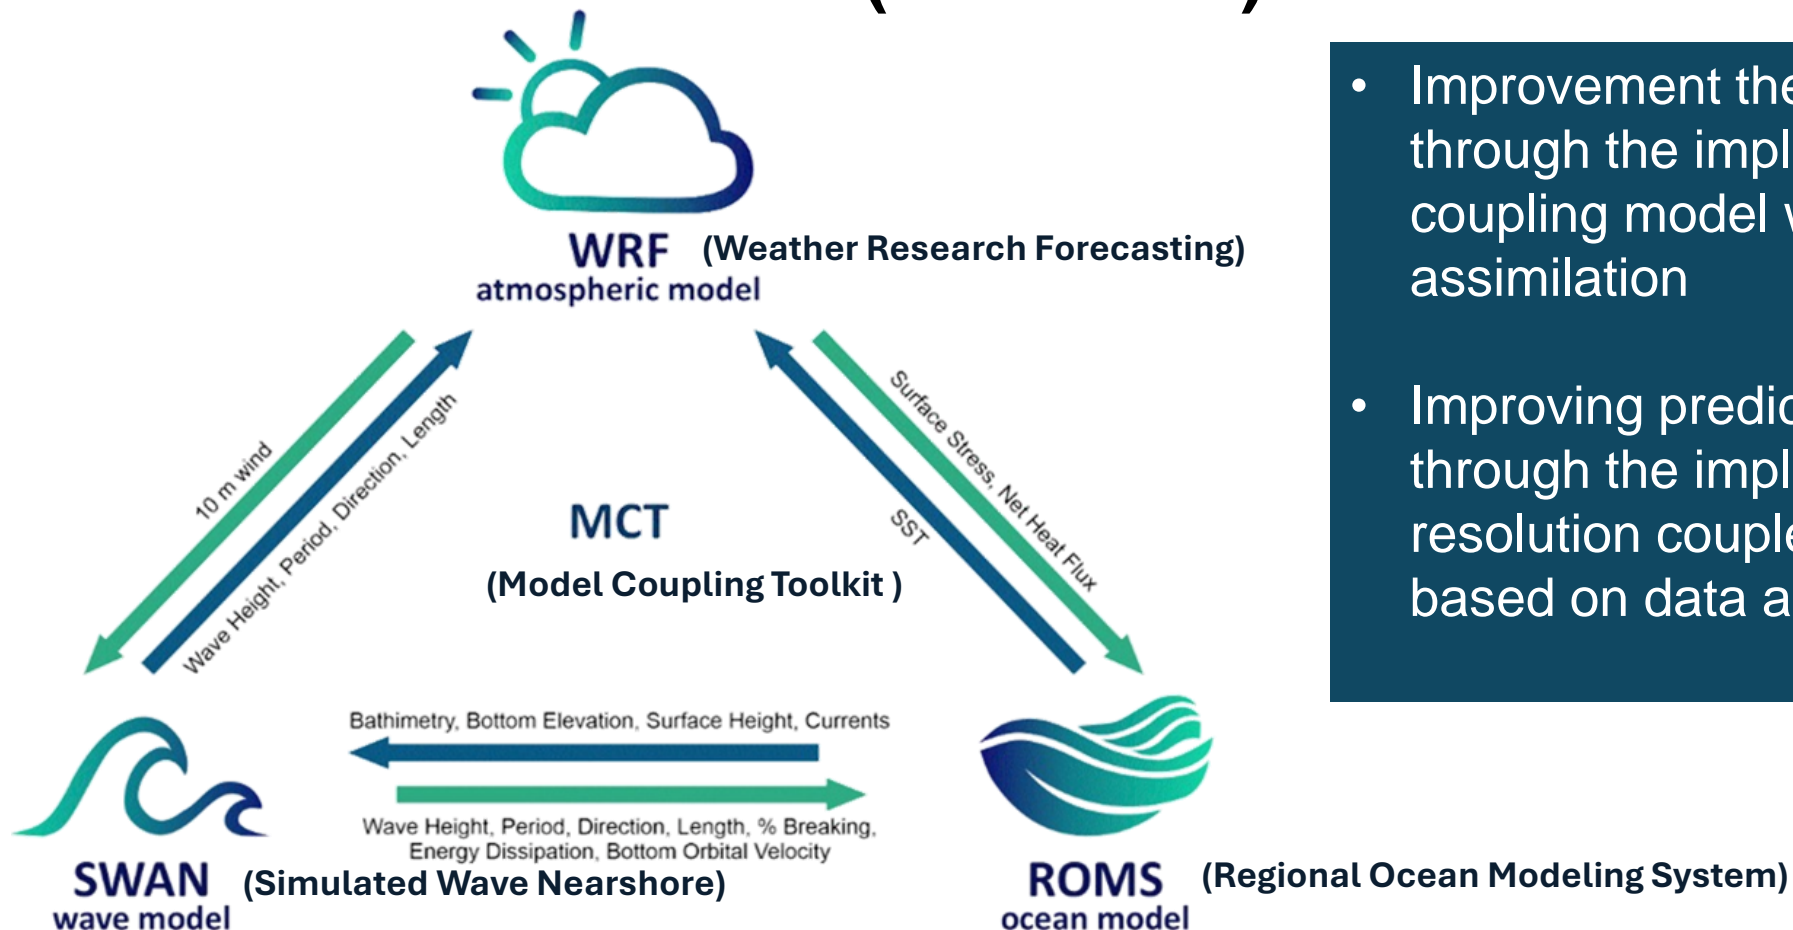 WRF (Weather Research Forecasting)
atmospheric model
10 m wind
Wave Height, Period, Direction, Length
Surface Stress, Net Heat Flux
SST
MCT
(Model Coupling Toolkit )
Bathimetry, Bottom Elevation, Surface Height, Currents
Wave Height, Period, Direction, Length, % Breaking,
Energy Dissipation, Bottom Orbital Velocity
SWAN (Simulated Wave Nearshore)
wave model
ROMS (Regional Ocean Modeling System)
ocean model
• Improvement the
through the impl
coupling model
assimilation
• Improving predic
through the impl
resolution couple
based on data a